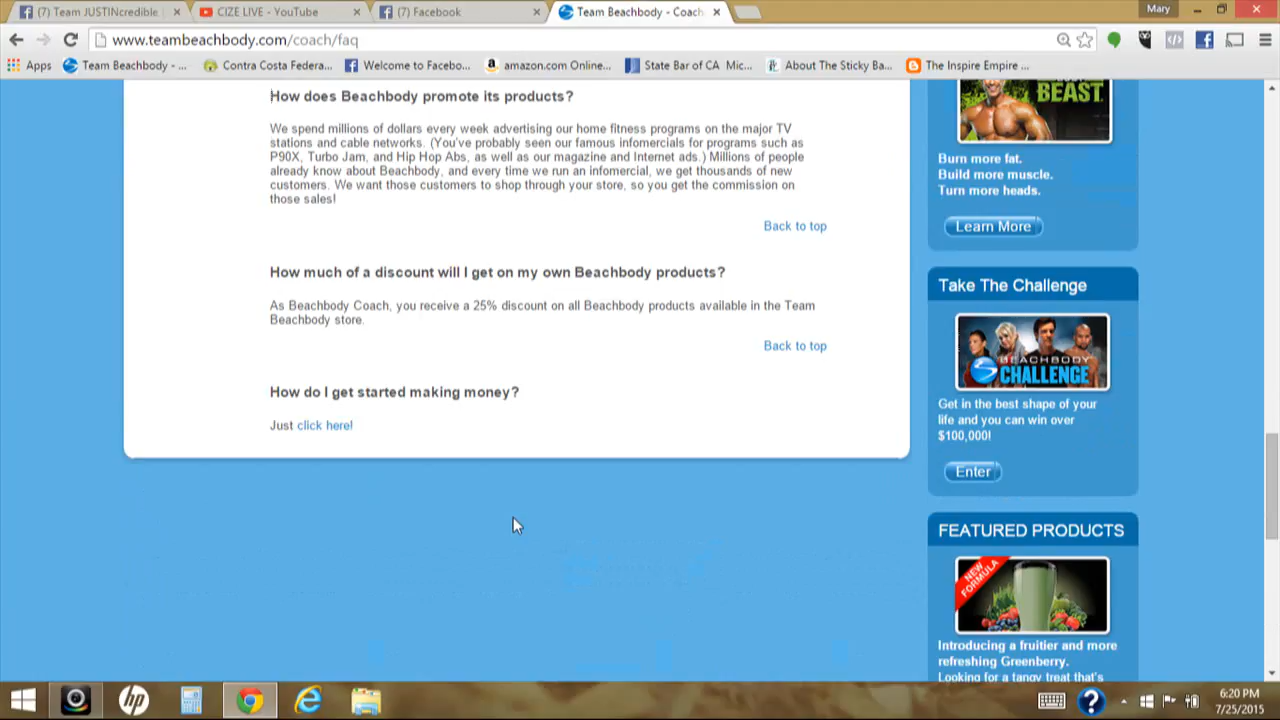 (7) Team JUSTINcredible
CIZE LIVE - YouTube
(7) Facebook
Team Beachbody - Coach
Mary
www.teambeachbody.com/coach/faq
Apps
Team Beachbody - ...
Contra Costa Federa...
Welcome to Facebo...
amazon.com Online...
State Bar of CA Mic...
About The Sticky Ba...
The Inspire Empire ...
How does Beachbody promote its products?
We spend millions of dollars every week advertising our home fitness programs on the major TV
stations and cable networks. (You've probably seen our famous infomercials for programs such as
P90X, Turbo Jam, and Hip Hop Abs, as well as our magazine and Internet ads.) Millions of people
already know about Beachbody, and every time we run an infomercial, we get thousands of new
customers. We want those customers to shop through your store, so you get the commission on
those sales!
Back to top
How much of a discount will I get on my own Beachbody products?
As Beachbody Coach, you receive a 25% discount on all Beachbody products available in the Team
Beachbody store.
Back to top
How do I get started making money?
Just click here!
BEAST
Burn more fat.
Build more muscle.
Turn more heads.
Learn More
Take The Challenge
BEACHBODY
CHALLENGE
Get in the best shape of your
life and you can win over
$100,000!
Enter
FEATURED PRODUCTS
NEW
FORMULA
Introducing a fruitier and more
refreshing Greenberry.
Looking for a tangy treat that's
6:20 PM
7/25/2015